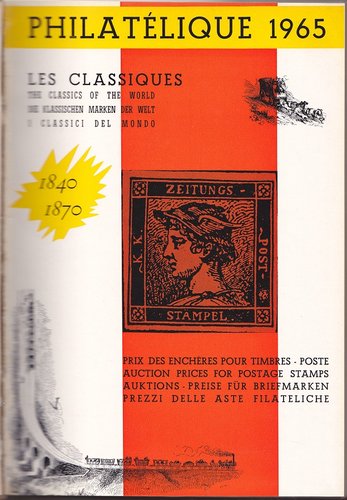 PHILATÉLIQUE 1965
LES CLASSIQUES
THE CLASSICS OF THE WORLD
DIE KLASSISCHEN MARKEN DER WELT
I CLASSICI DEL MONDO
1840
1870
ZEITUNGS
K. K.
POST-
STAMPEL
PRIX DES ENCHÈRES POUR TIMBRES - POSTE
AUCTION PRICES FOR POSTAGE STAMPS
AUKTIONS - PREISE FÜR BRIEFMARKEN
PREZZI DELLE ASTE FILATELICHE